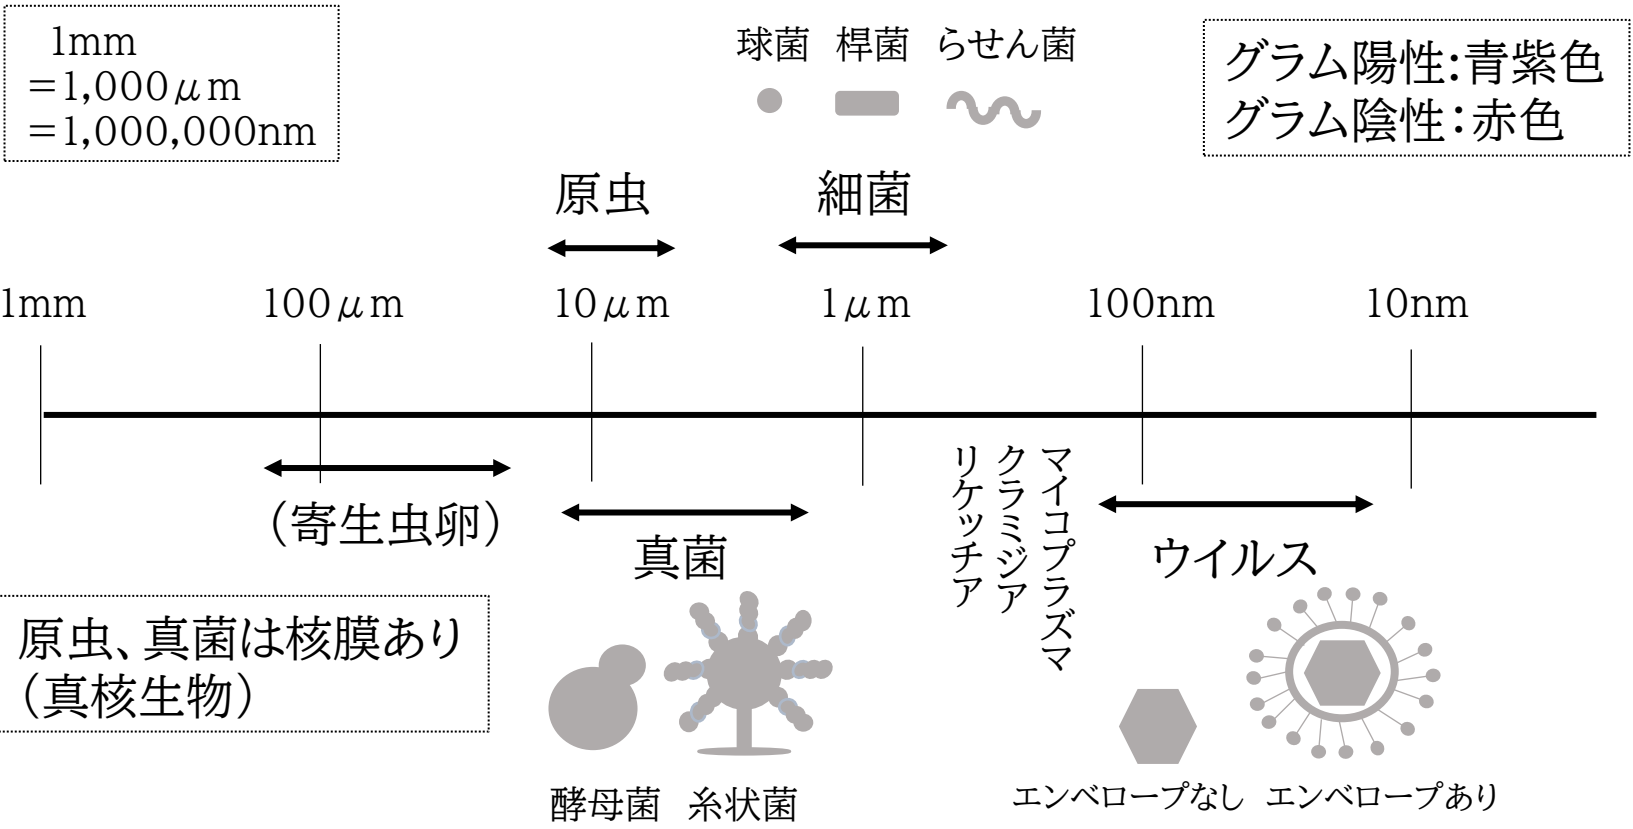 1mm
=1,000μm
=1,000,000nm
球菌 桿菌 らせん菌
グラム陽性:青紫色
グラム陰性:赤色
原虫
細菌
1mm
100μm
10μm
1μm
100nm
10nm
(寄生虫卵)
真菌
リケッチア
クラミジア
マイコプラズマ
ウイルス
原虫、真菌は核膜あり
(真核生物)
酵母菌 糸状菌
エンベロープなし エンベロープあり